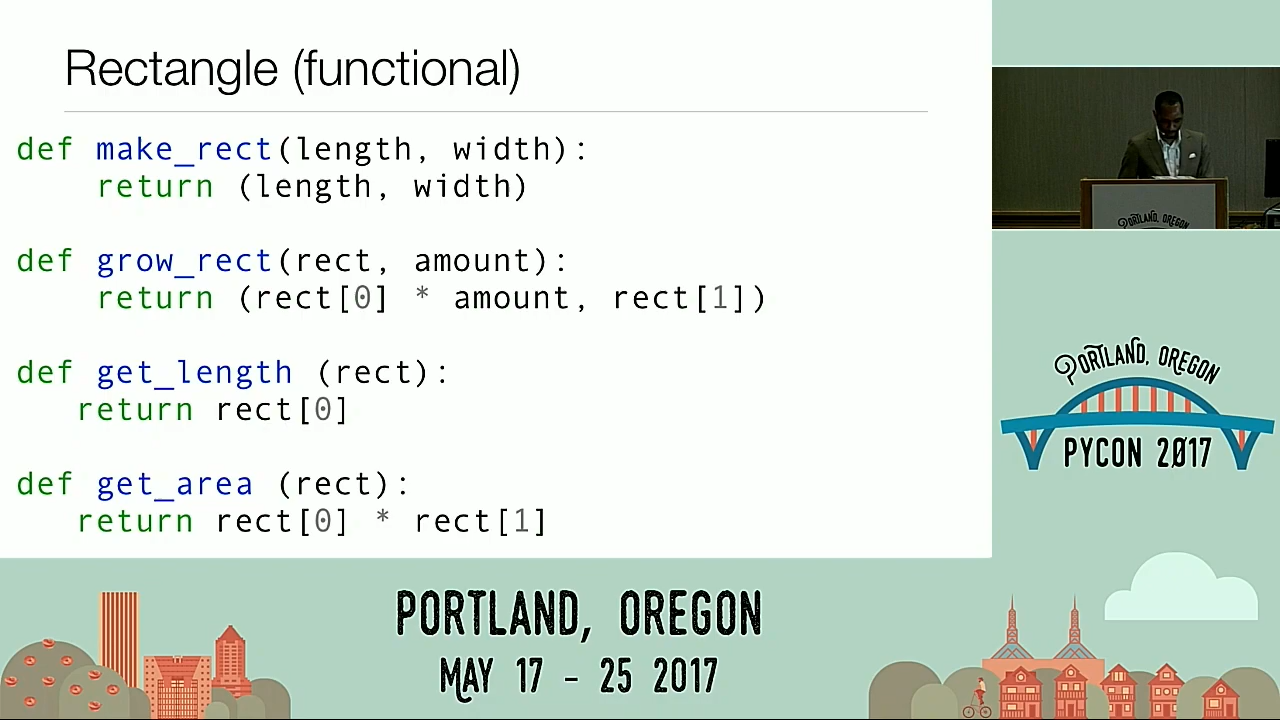 Rectangle (functional)
def make_rect(length, width):
    return (length, width)
def grow_rect(rect, amount):
    return (rect[0] * amount, rect[1])
def get_length (rect):
   return rect[0]
def get_area (rect):
   return rect[0] * rect[1]
PORTLAND, OREGON
PORTLAND, OREGON
PYCON 2017
PORTLAND, OREGON
MAY 17 - 25 2017